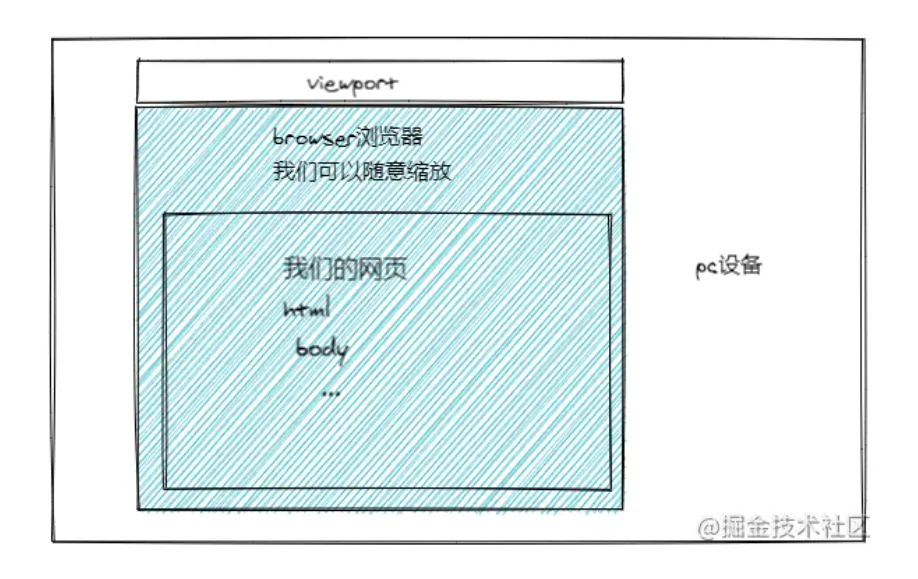 viewport
browser浏览器
我们可以随意缩放
我们的网页
html
body
...
pc设备
@掘金技术社区